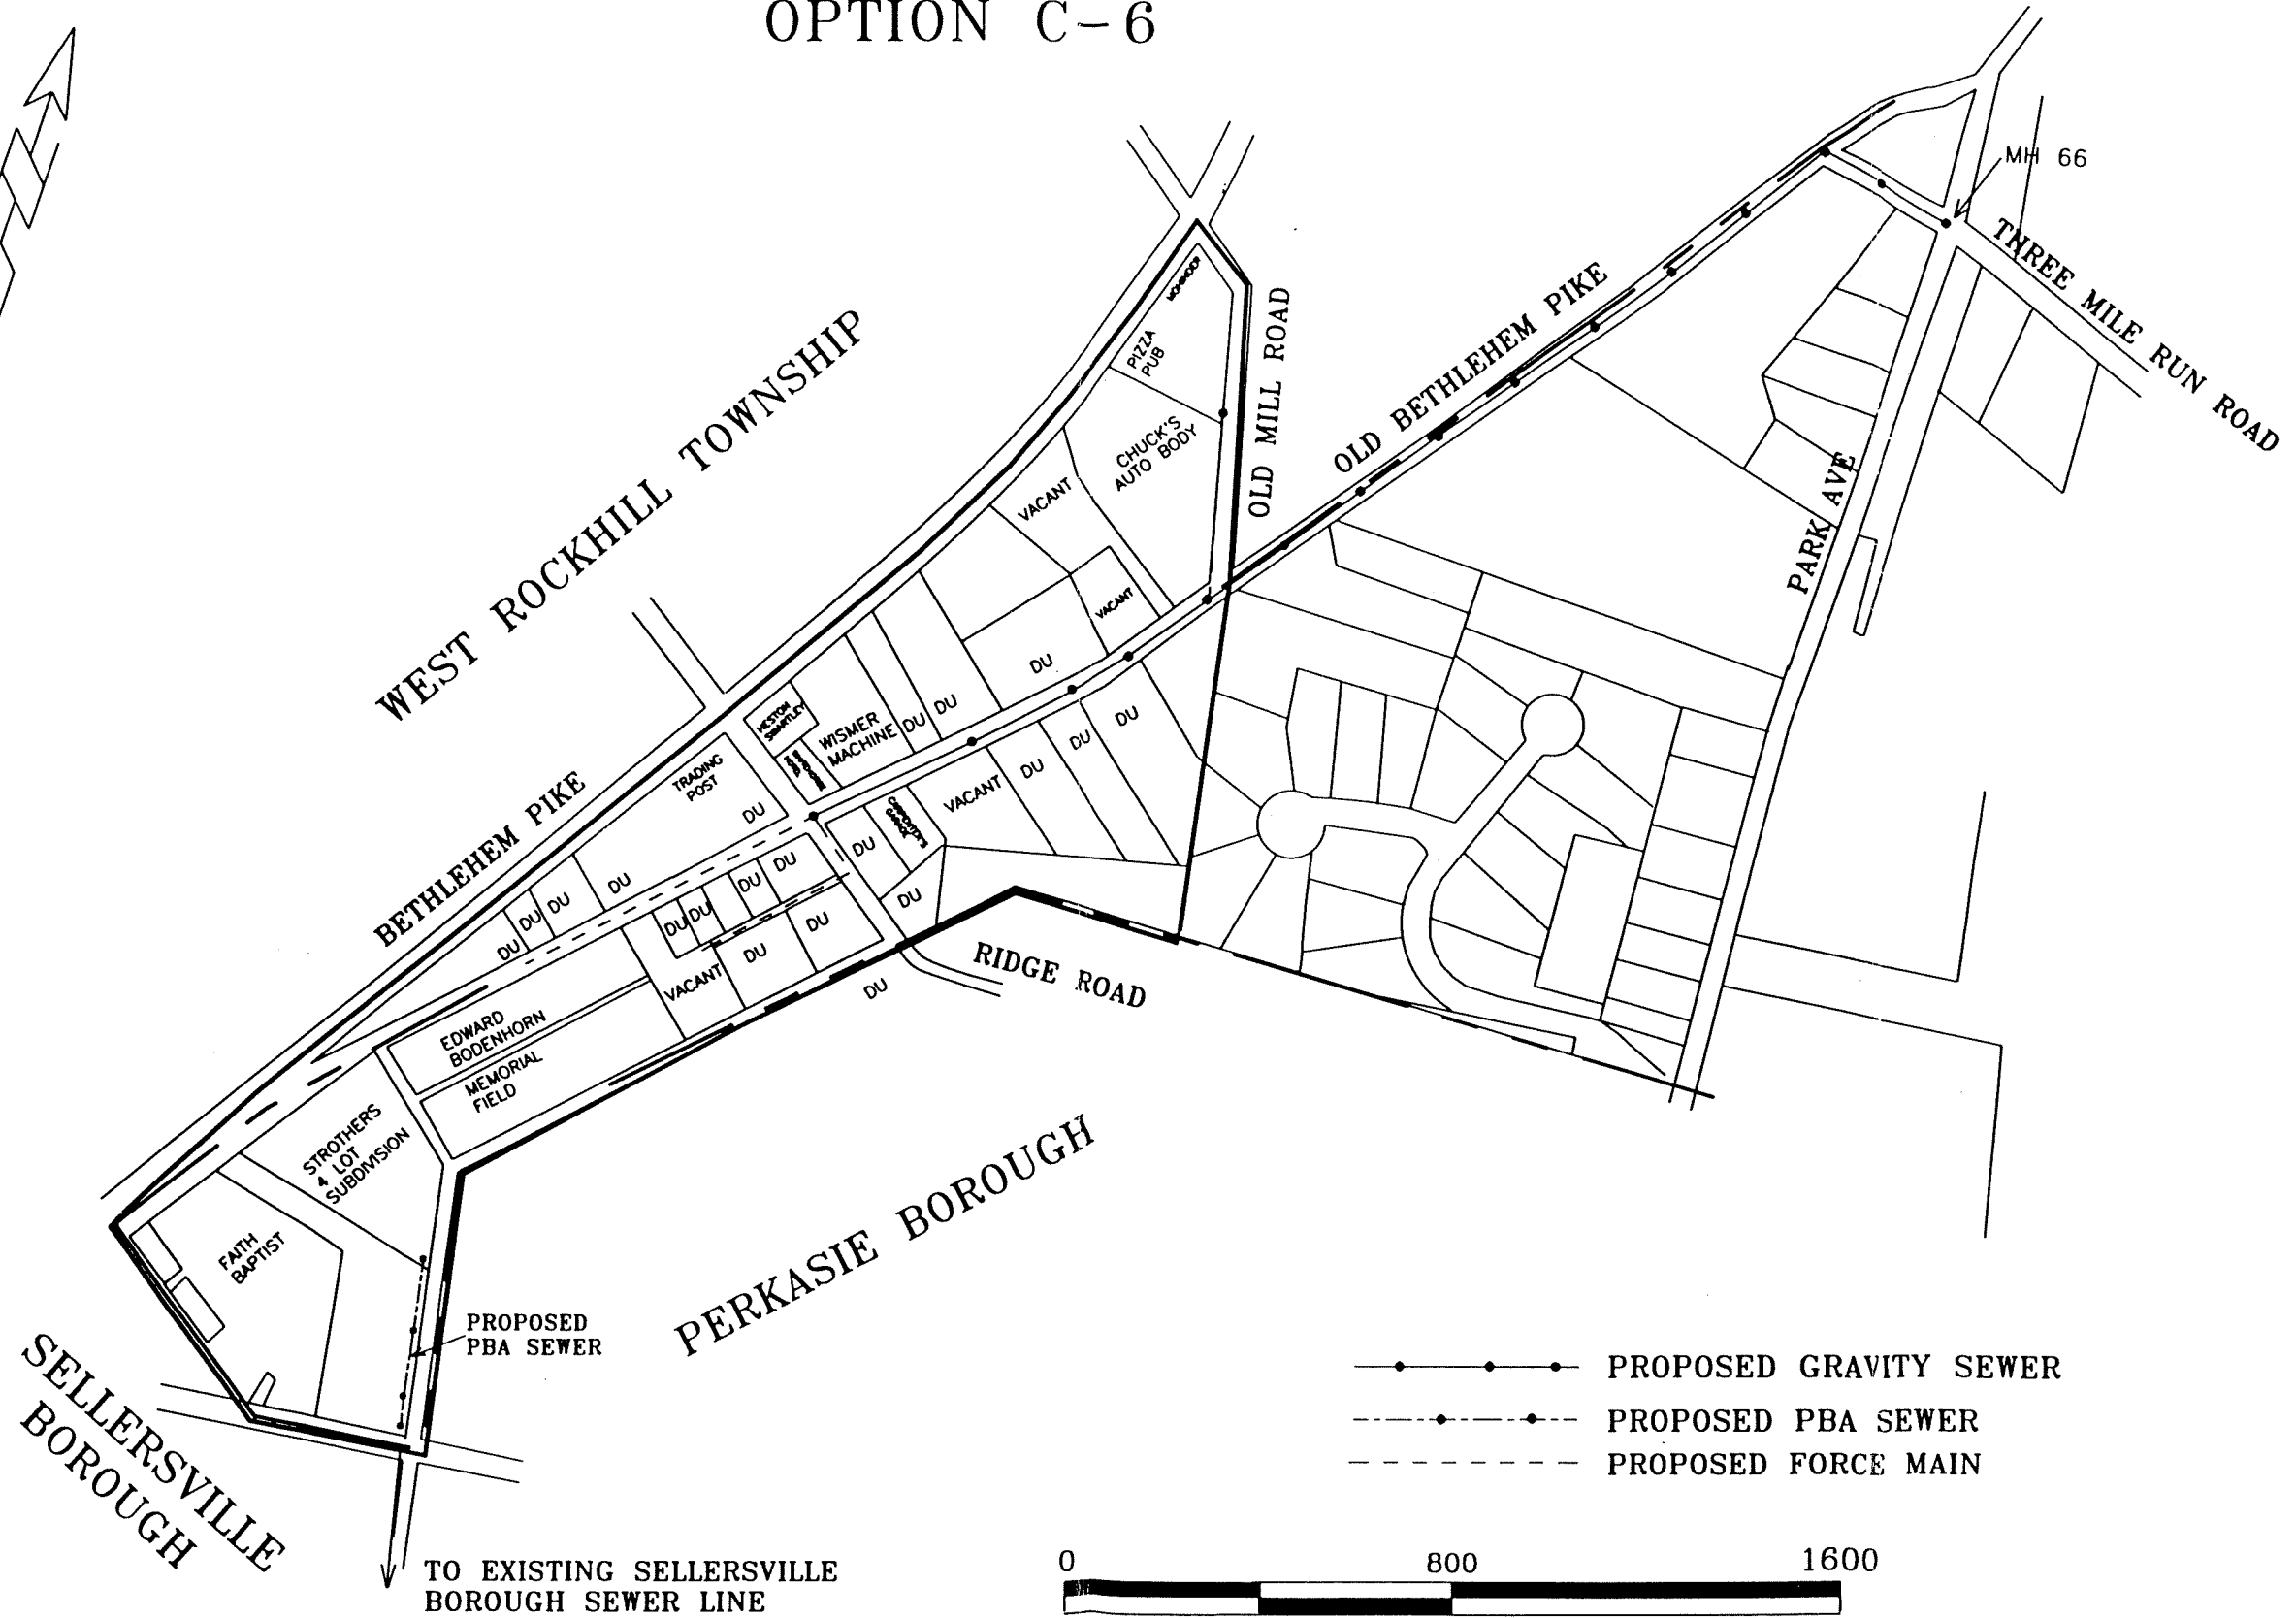 OPTION C-6
MH 66
THREE MILE RUN ROAD
OLD BETHLEHEM PIKE
OLD MILL ROAD
PARK AVE
WEST ROCKHILL TOWNSHIP
PIZZA
PUB
CHUCK'S
AUTO BODY
VACANT
VACANT
DU
DU
DU
WISMER
MACHINE
TRADING
POST
DU
BETHLEHEM PIKE
DU
DU
DU
DU
DU
VACANT
DU
DU
DU
DU
DU
DU
DU
DU
VACANT
DU
DU
DU
RIDGE ROAD
EDWARD
BODENHORN
MEMORIAL
FIELD
STROTHERS
4 LOT
SUBDIVISION
FAITH
BAPTIST
PERKASIE BOROUGH
PROPOSED
PBA SEWER
SELLERSVILLE
BOROUGH
TO EXISTING SELLERSVILLE
BOROUGH SEWER LINE
PROPOSED GRAVITY SEWER
PROPOSED PBA SEWER
PROPOSED FORCE MAIN
0 800 1600